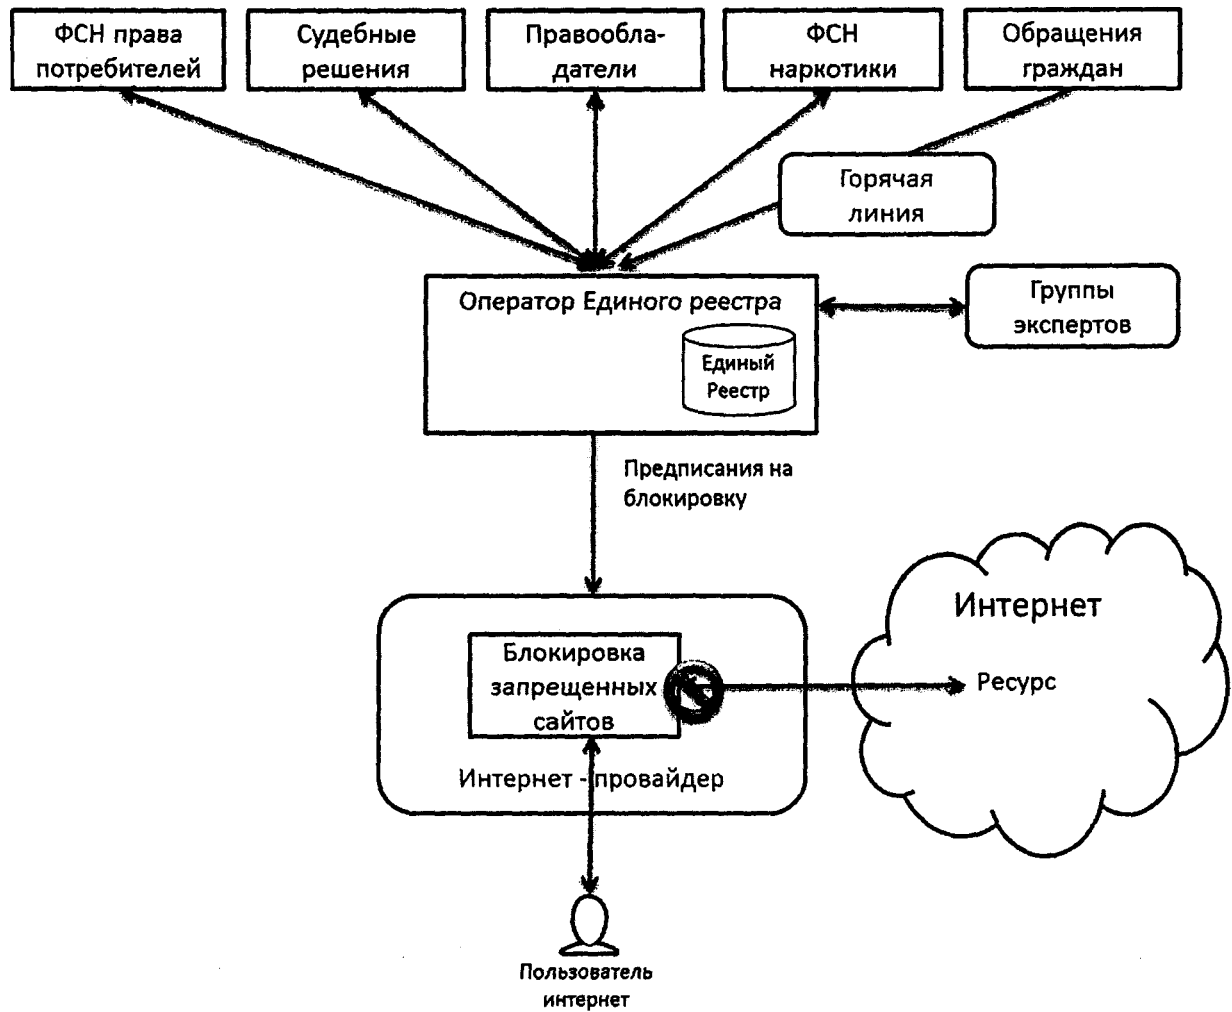 ФСН права
потребителей
Судебные
решения
Правообла-
датели
ФСН
наркотики
Обращения
граждан
Горячая
линия
Оператор Единого реестра
Единый
Реестр
Группы
экспертов
Предписания на
блокировку
Интернет
Ресурс
Блокировка
запрещенных
сайтов
Интернет - провайдер
Пользователь
интернет